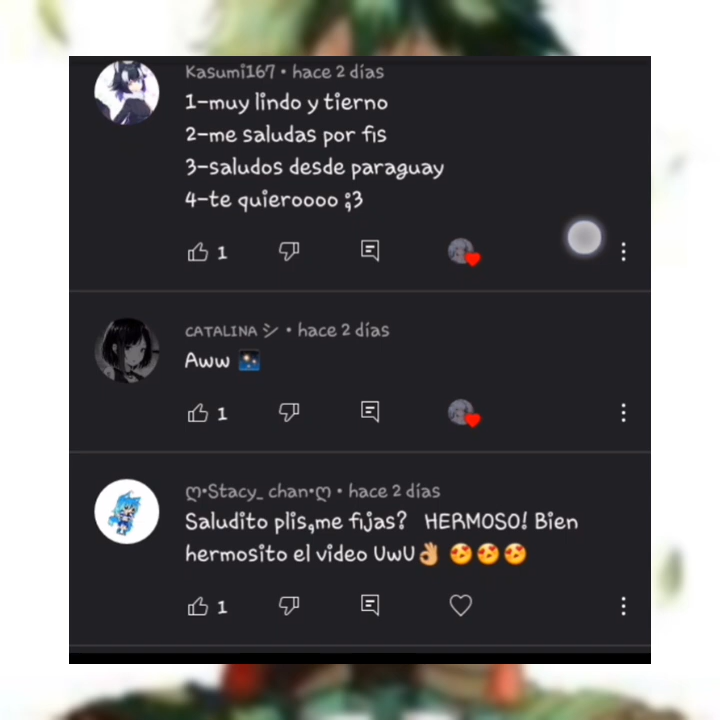 Kasumi167 • hace 2 días
1-muy lindo y tierno
2-me saludas por fis
3-saludos desde paraguay
4-te quieroooo ;3
1
CATALINA シ • hace 2 días
Aww 🌠
1
ღ•Stacy_ chan•ღ • hace 2 días
Saludito plis,me fijas? HERMOSO! Bien
hermosito el video UwU👌 😍😍😍
1